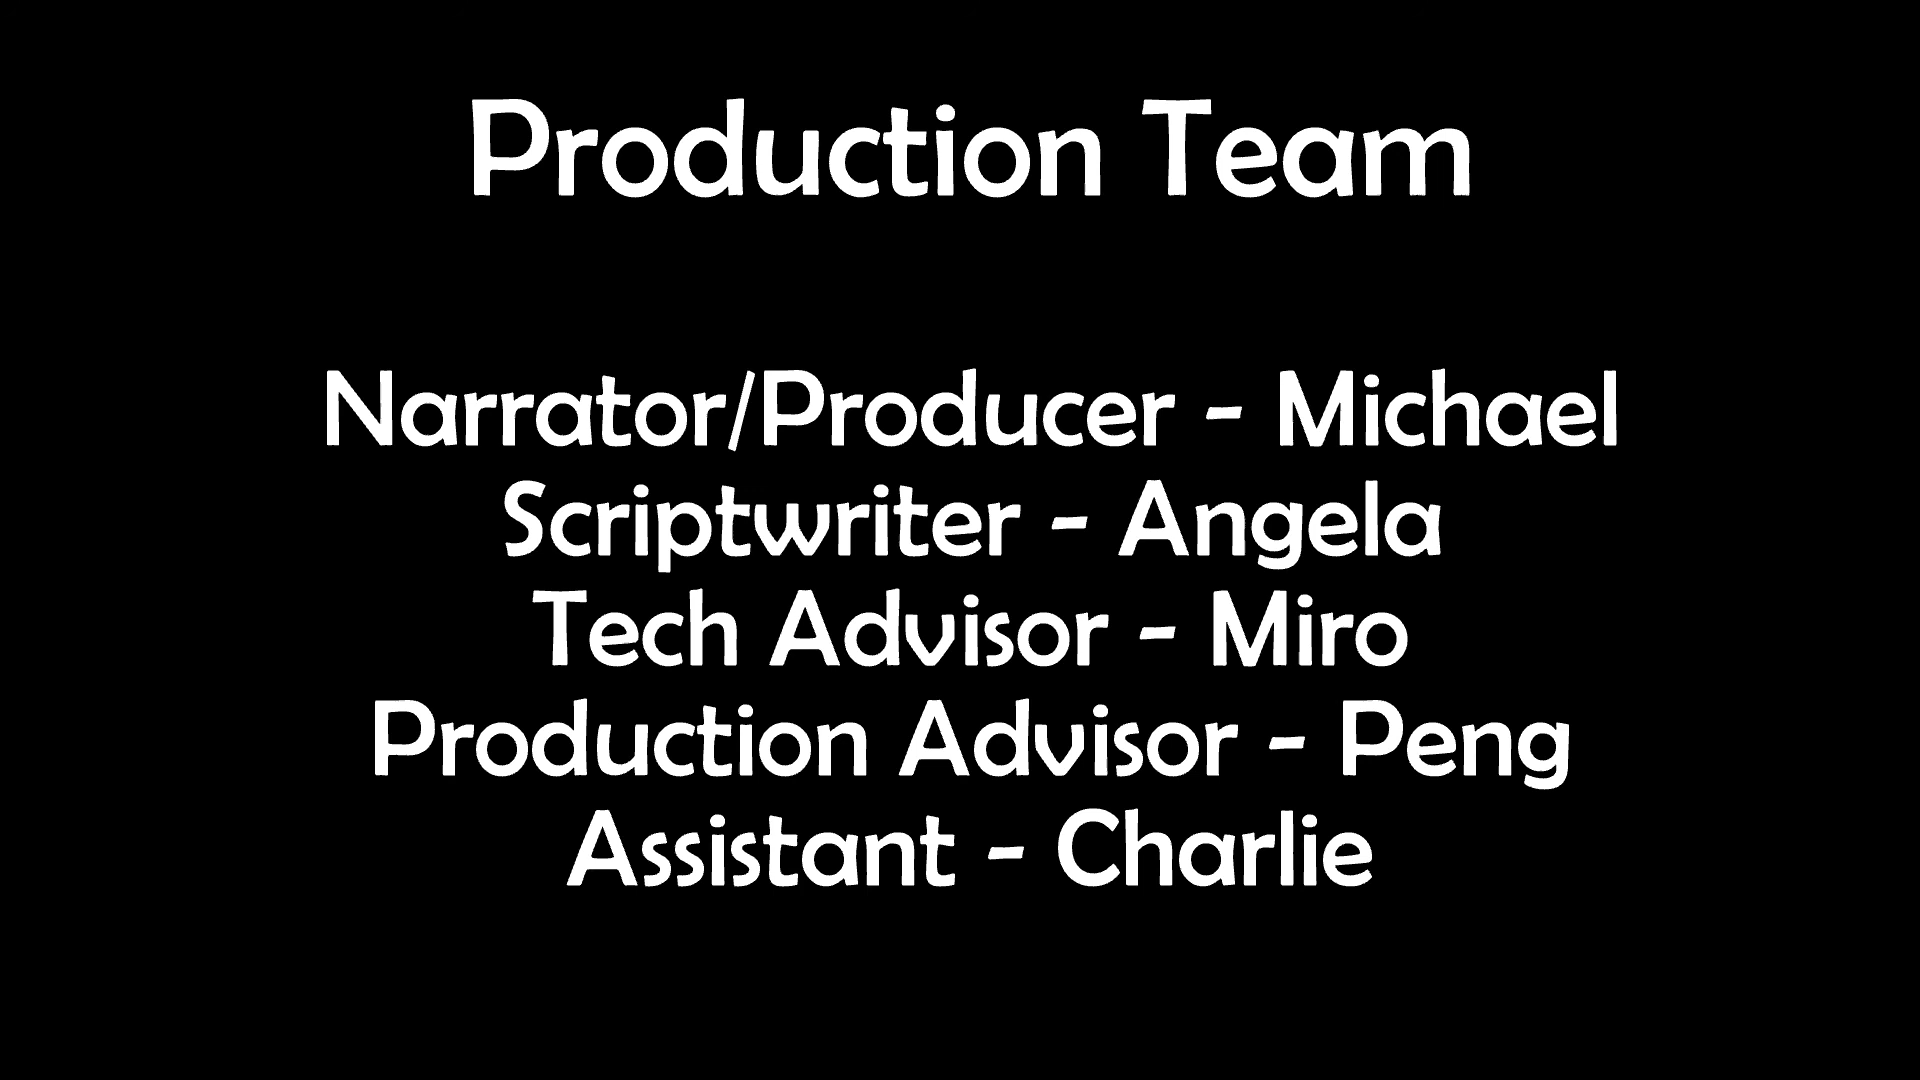 Production Team
Narrator/Producer - Michael
Scriptwriter - Angela
Tech Advisor - Miro
Production Advisor - Peng
Assistant - Charlie